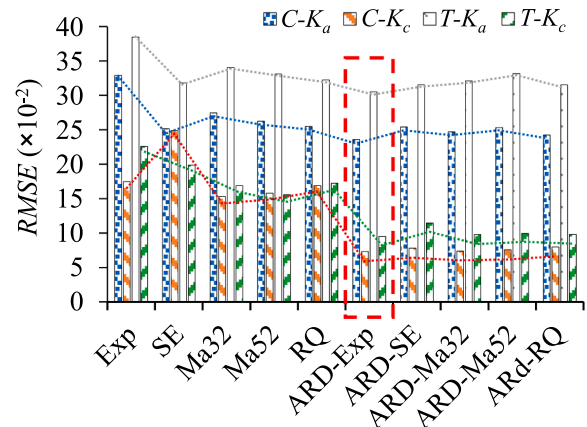 C-Ka C-Kc T-Ka T-Kc
RMSE (×10-2)
40
35
30
25
20
15
10
5
0
Exp
SE
Ma32
Ma52
RQ
ARD-Exp
ARD-SE
ARD-Ma32
ARD-Ma52
ARd-RQ